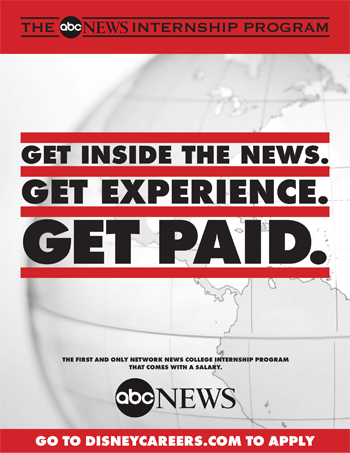 THE abc NEWS INTERNSHIP PROGRAM
GET INSIDE THE NEWS.
GET EXPERIENCE.
GET PAID.
THE FIRST AND ONLY NETWORK NEWS COLLEGE INTERNSHIP PROGRAM
THAT COMES WITH A SALARY.
abc NEWS
GO TO DISNEYCAREERS.COM TO APPLY